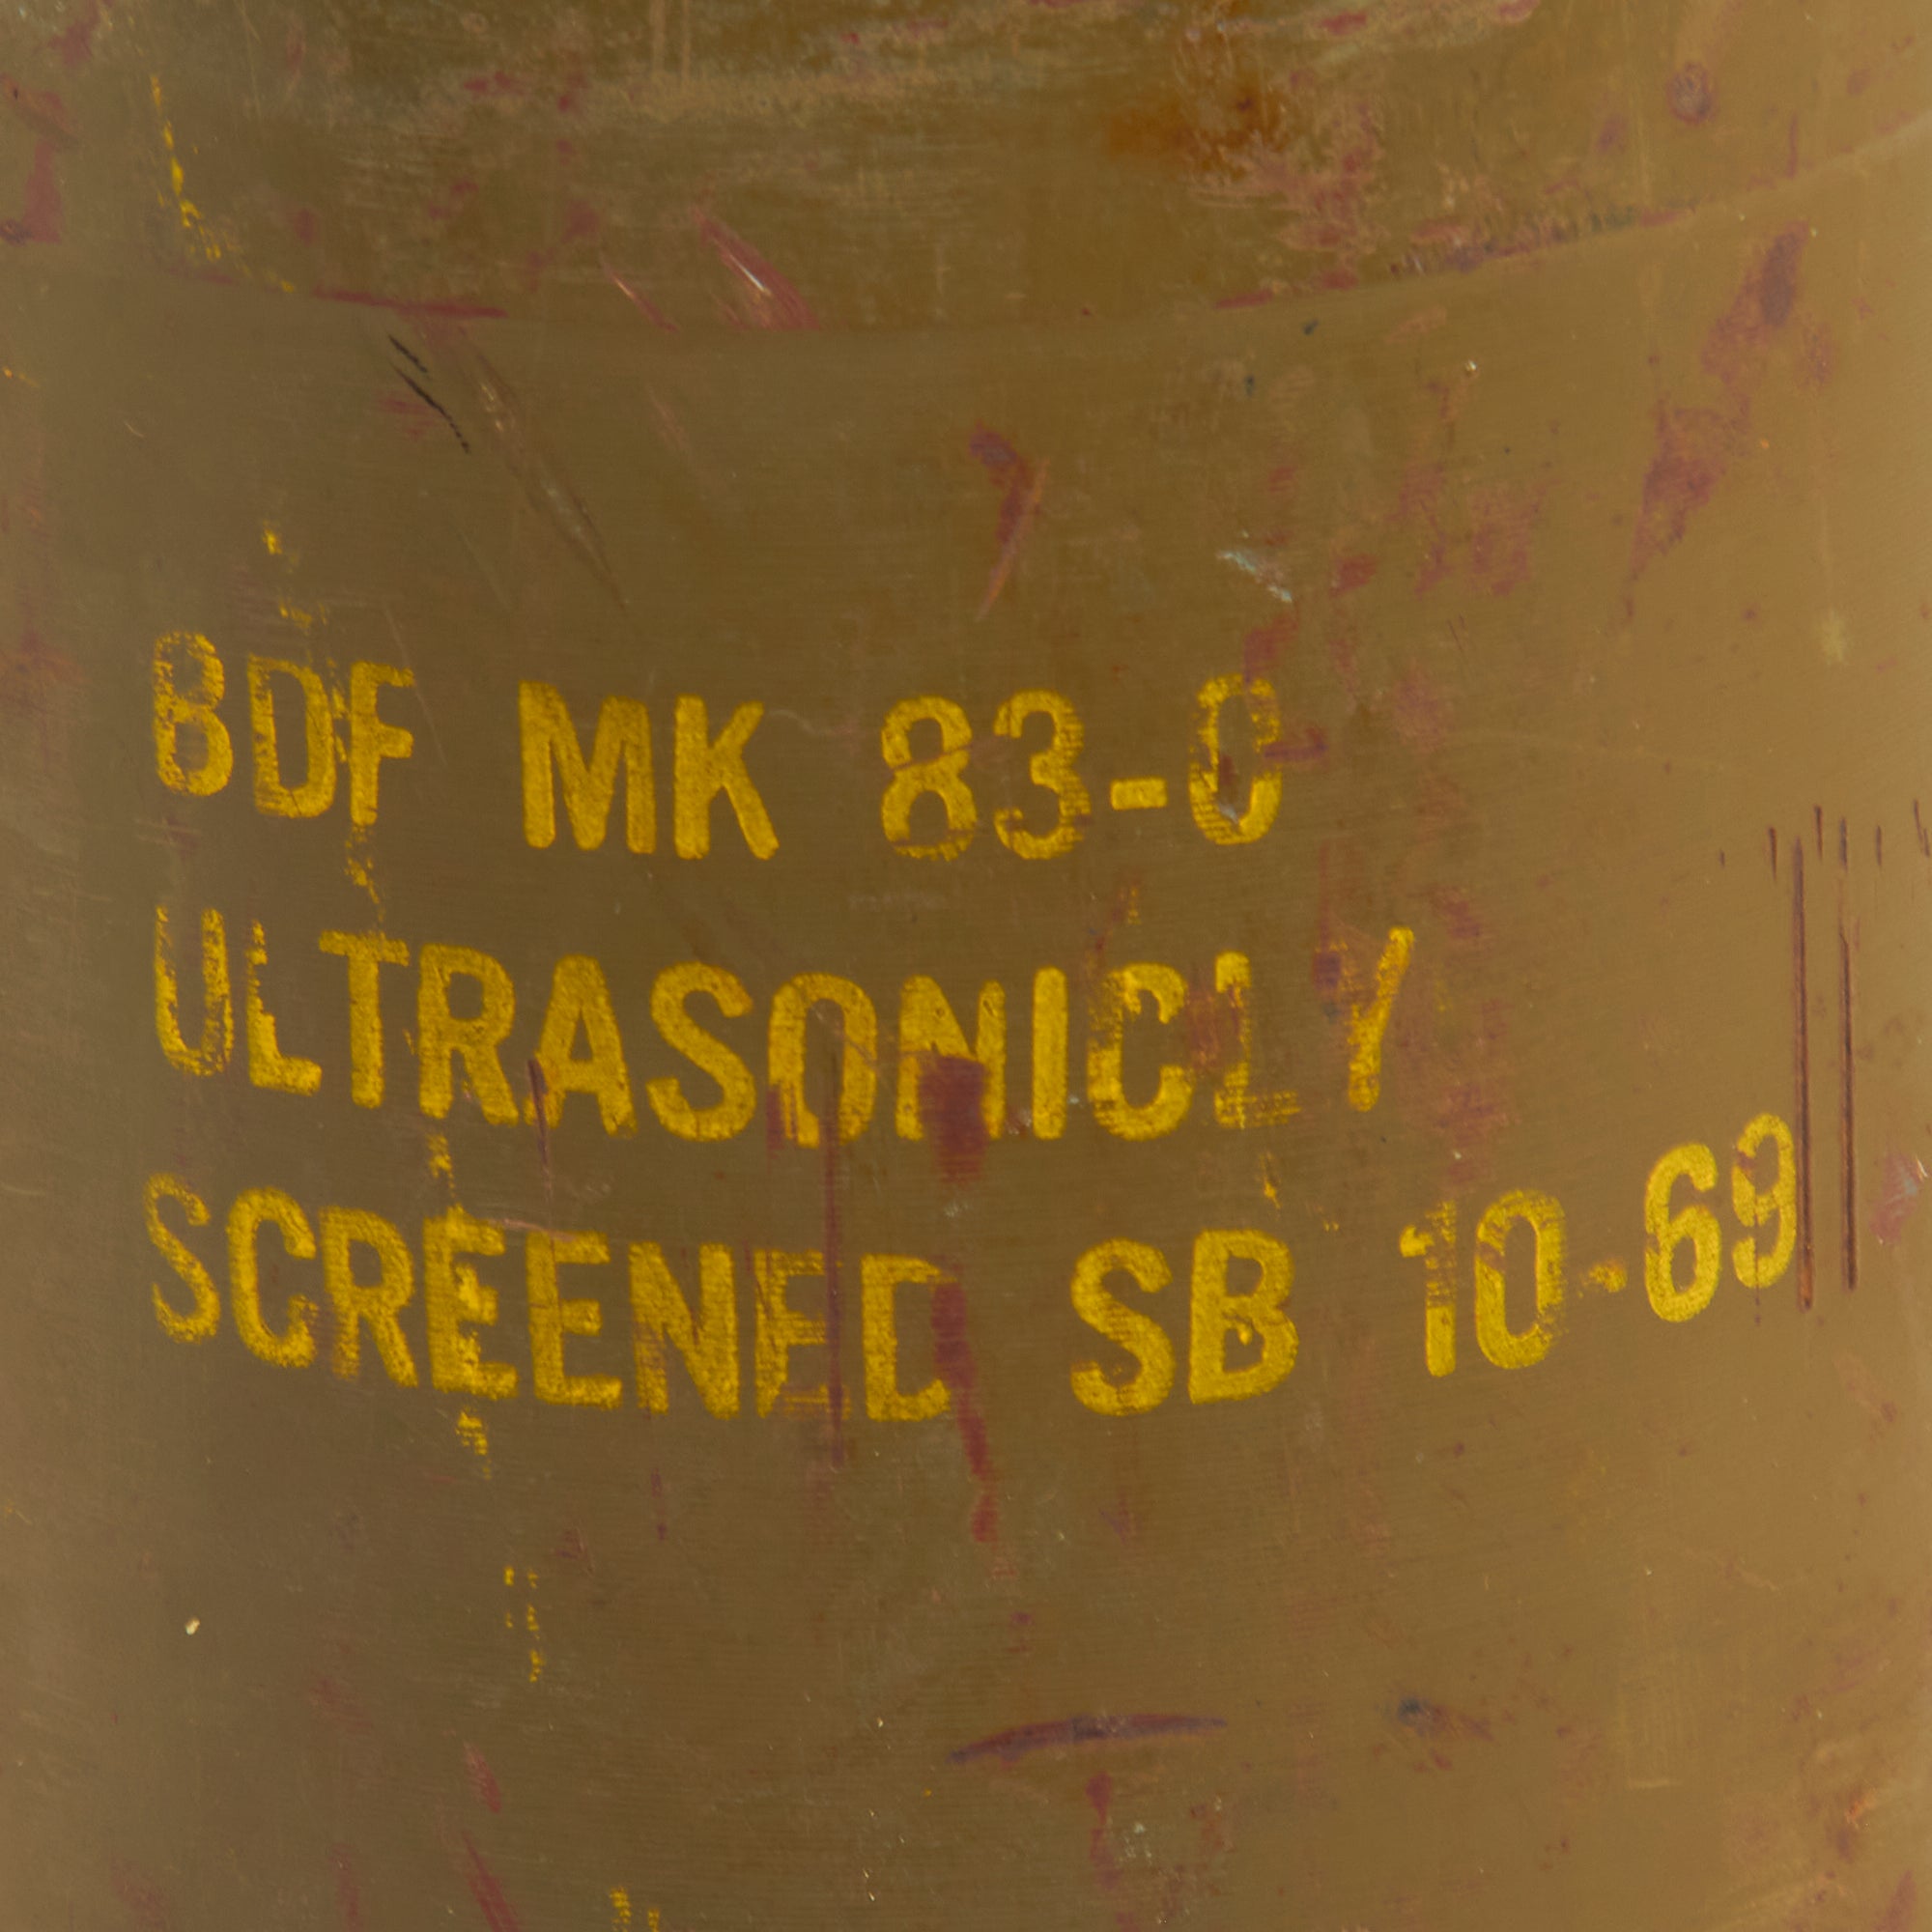 BDF MK 83-0
ULTRASONICLY
SCREENED SB 10-69